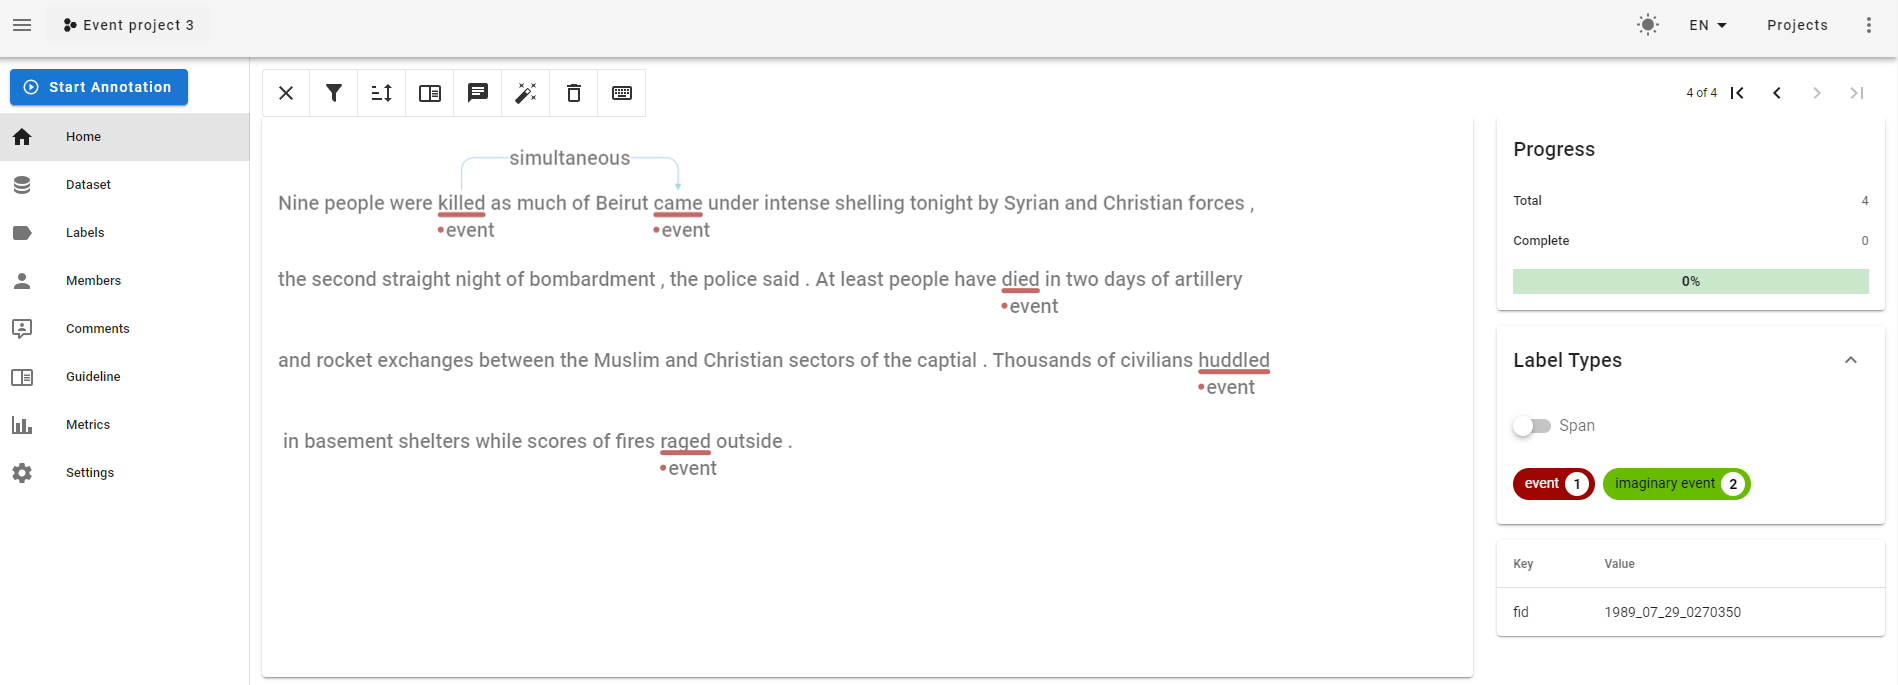 Event project 3
EN
Projects
Start Annotation
Home
Dataset
Labels
Members
Comments
Guideline
Metrics
Settings
4 of 4
simultaneous
Nine people were killed as much of Beirut came under intense shelling tonight by Syrian and Christian forces ,
•event •event
the second straight night of bombardment , the police said . At least people have died in two days of artillery
•event
and rocket exchanges between the Muslim and Christian sectors of the captial . Thousands of civilians huddled
•event
in basement shelters while scores of fires raged outside .
•event
Progress
Total 4
Complete 0
0%
Label Types
Span
event 1 imaginary event 2
Key Value
fid 1989_07_29_0270350